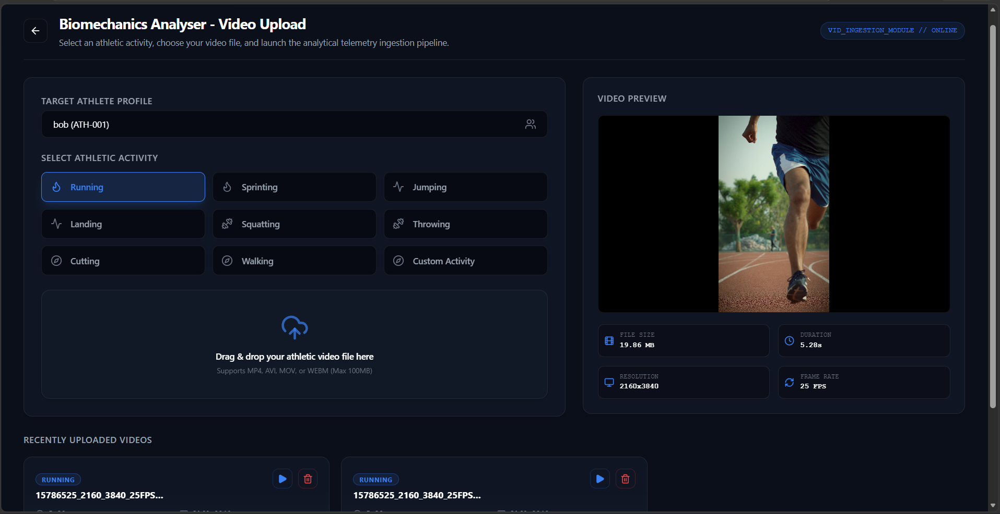 Biomechanics Analyser - Video Upload
Select an athletic activity, choose your video file, and launch the analytical telemetry ingestion pipeline.
VID_INGESTION_MODULE // ONLINE
TARGET ATHLETE PROFILE
bob (ATH-001)
SELECT ATHLETIC ACTIVITY
Running
Sprinting
Jumping
Landing
Squatting
Throwing
Cutting
Walking
Custom Activity
Drag & drop your athletic video file here
Supports MP4, AVI, MOV, or WEBM (Max 100MB)
VIDEO PREVIEW
FILE SIZE
19.86 MB
DURATION
5.28s
RESOLUTION
2160x3840
FRAME RATE
25 FPS
RECENTLY UPLOADED VIDEOS
RUNNING
15786525_2160_3840_25FPS...
RUNNING
15786525_2160_3840_25FPS...